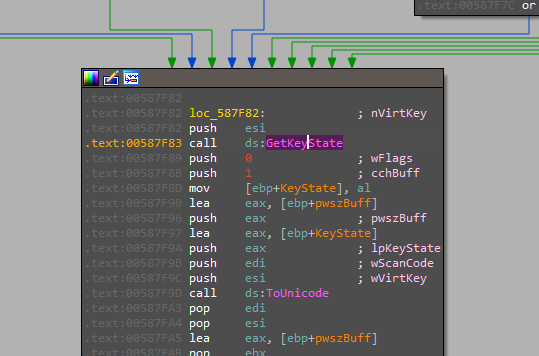 .text:00587F7C or
.text:00587F82
.text:00587F82 loc_587F82: ; nVirtKey
.text:00587F82 push esi
.text:00587F83 call ds:GetKeyState
.text:00587F89 push 0 ; wFlags
.text:00587F8B push 1 ; cchBuff
.text:00587F8D mov [ebp+KeyState], al
.text:00587F90 lea eax, [ebp+pwszBuff]
.text:00587F96 push eax ; pwszBuff
.text:00587F97 lea eax, [ebp+KeyState]
.text:00587F9A push eax ; lpKeyState
.text:00587F9B push edi ; wScanCode
.text:00587F9C push esi ; wVirtKey
.text:00587F9D call ds:ToUnicode
.text:00587FA3 pop edi
.text:00587FA4 pop esi
.text:00587FA5 lea eax, [ebp+pwszBuff]
.text:00587FAB pop ebx